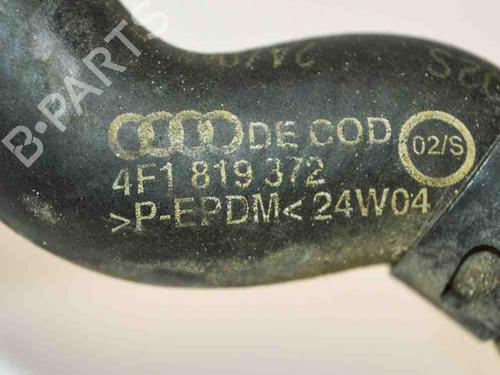 B-PARTS
DE COD 02/S
4F1 819 372
>P-EPDM< 24W04